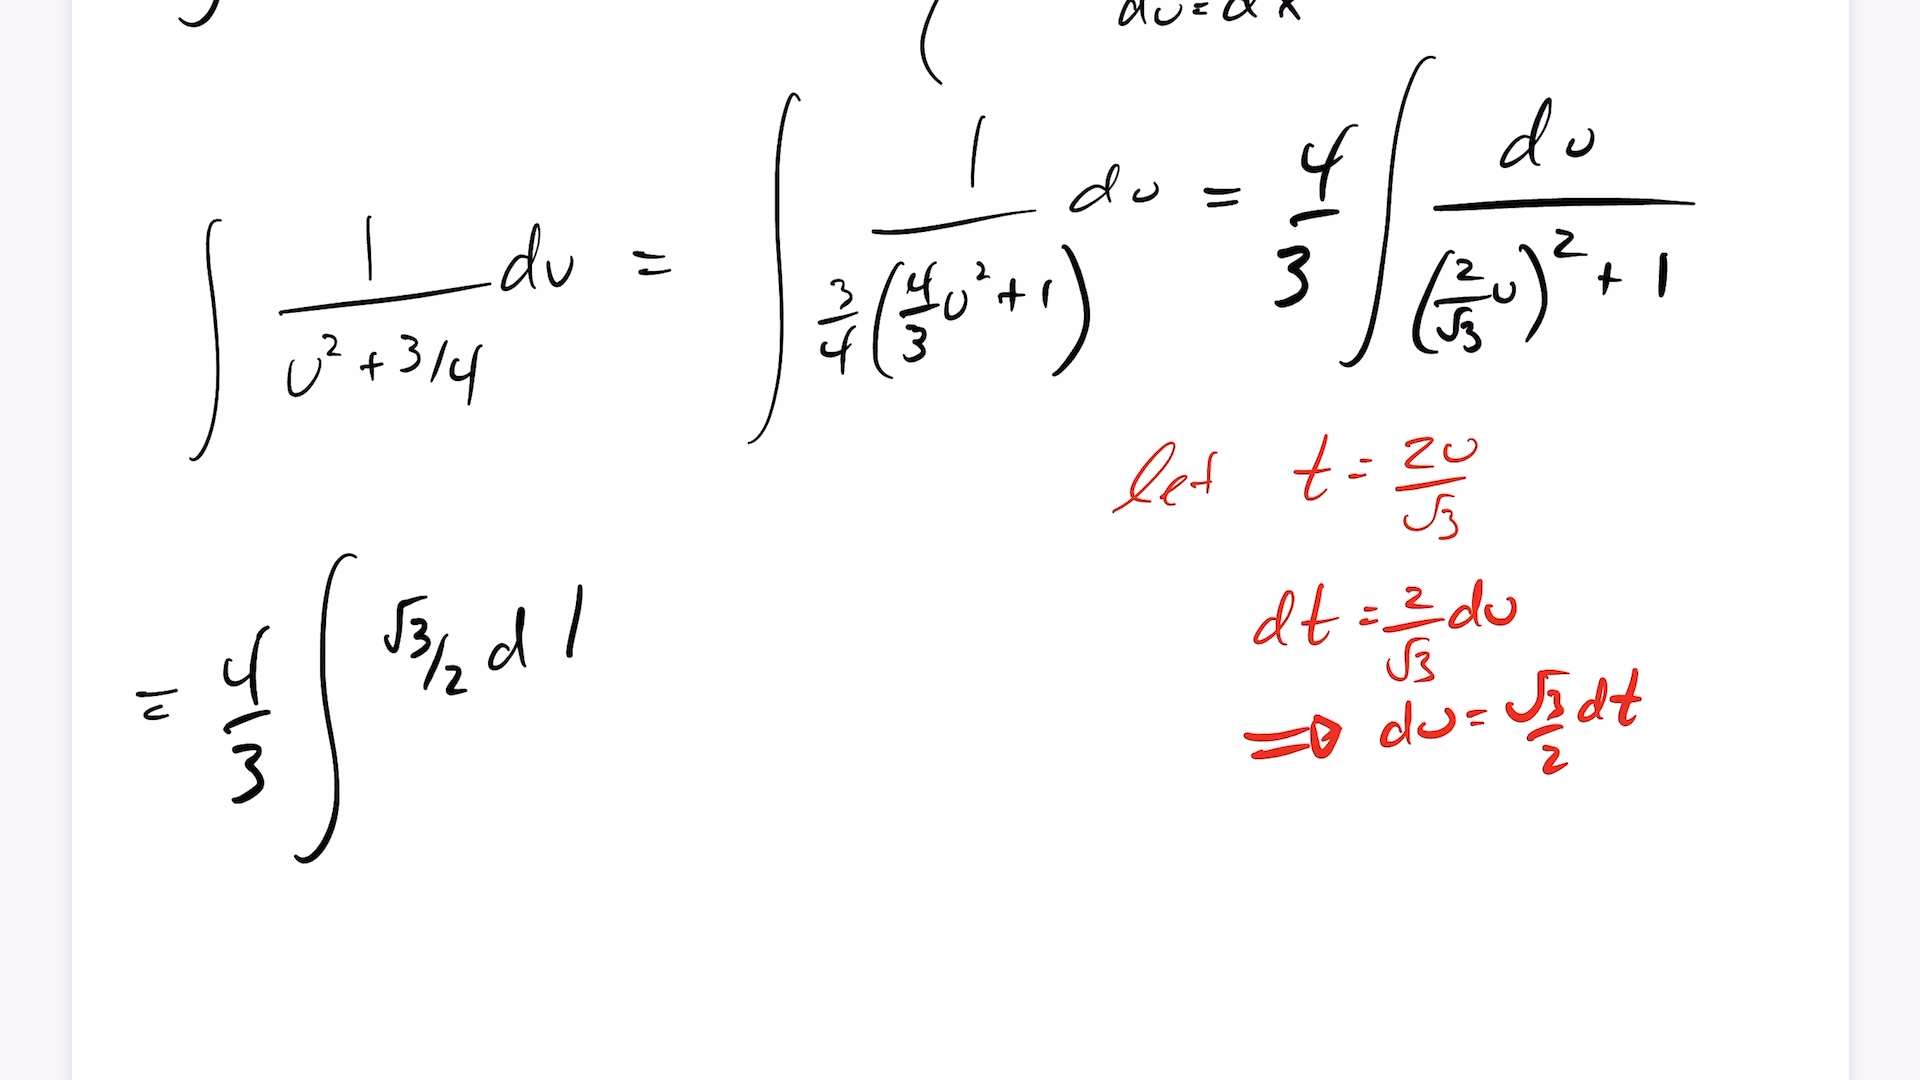 du = dx
∫ 1/(u² + 3/4) du = ∫ 1/(3/4 (4/3 u² + 1)) du = 4/3 ∫ du/((2/√3 u)² + 1)
let t = 2u/√3
dt = 2/√3 du
⇒ du = √3/2 dt
= 4/3 ∫ √3/2 d l